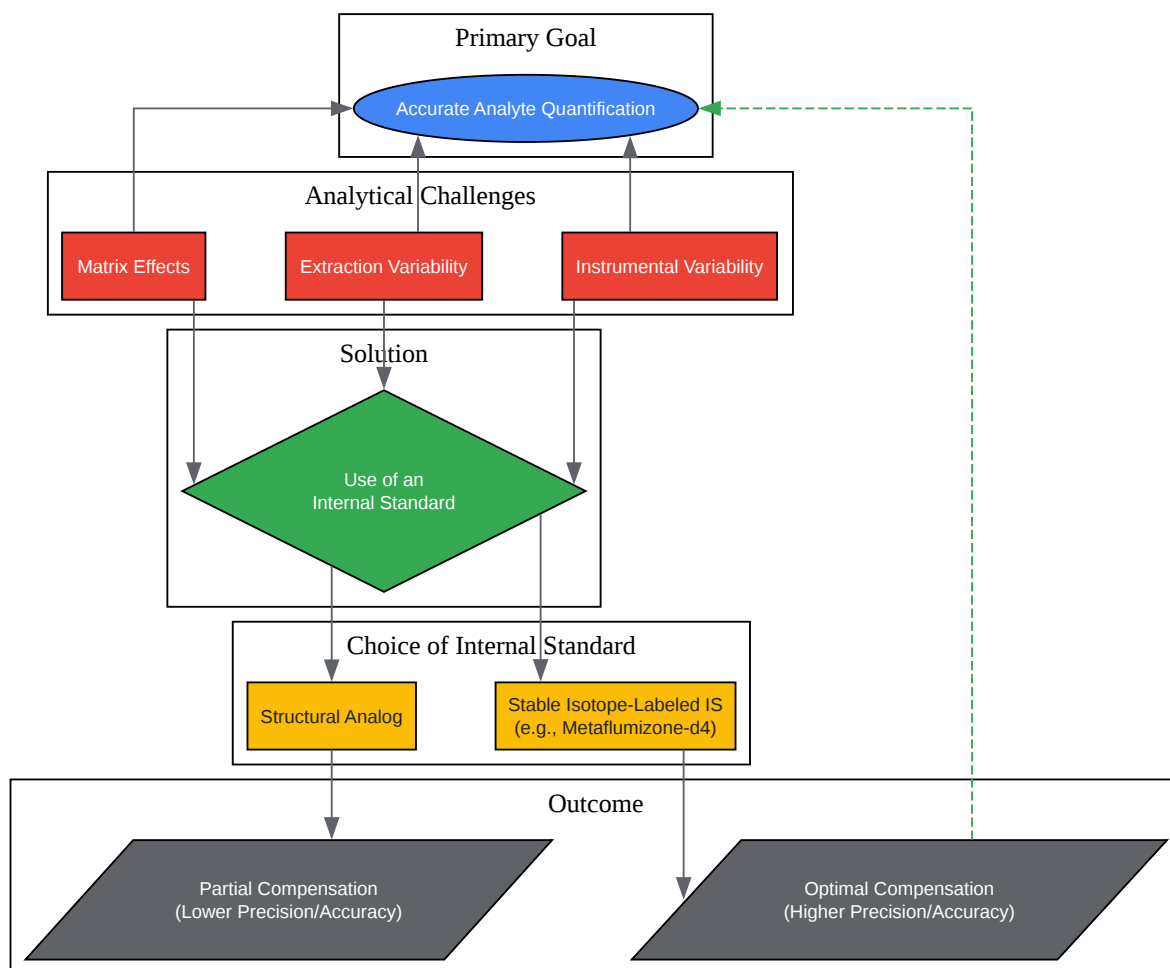 Primary Goal
Accurate Analyte Quantification
Analytical Challenges
Matrix Effects
Extraction Variability
Instrumental Variability
Solution
Use of an
Internal Standard
Choice of Internal Standard
Structural Analog
Stable Isotope-Labeled IS
(e.g., Metaflumizone-d4)
Outcome
Partial Compensation
(Lower Precision/Accuracy)
Optimal Compensation
(Higher Precision/Accuracy)